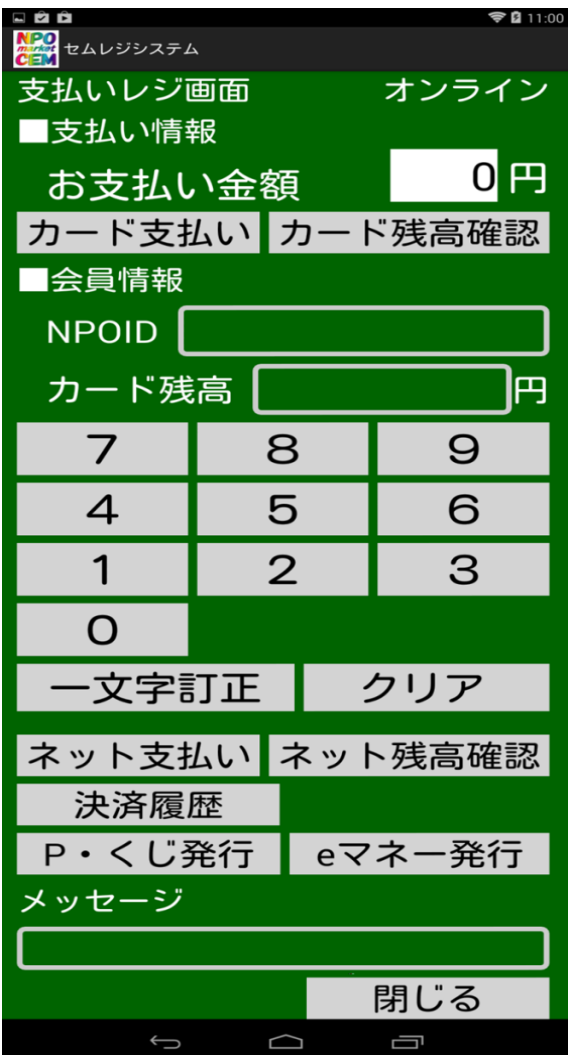 11:00
NPO
market
CEM
セムレジシステム
支払いレジ画面 オンライン
■支払い情報
お支払い金額 0 円
カード支払い カード残高確認
■会員情報
NPOID
カード残高 円
7 8 9
4 5 6
1 2 3
0
一文字訂正 クリア
ネット支払い ネット残高確認
決済履歴
P・くじ発行 eマネー発行
メッセージ
閉じる